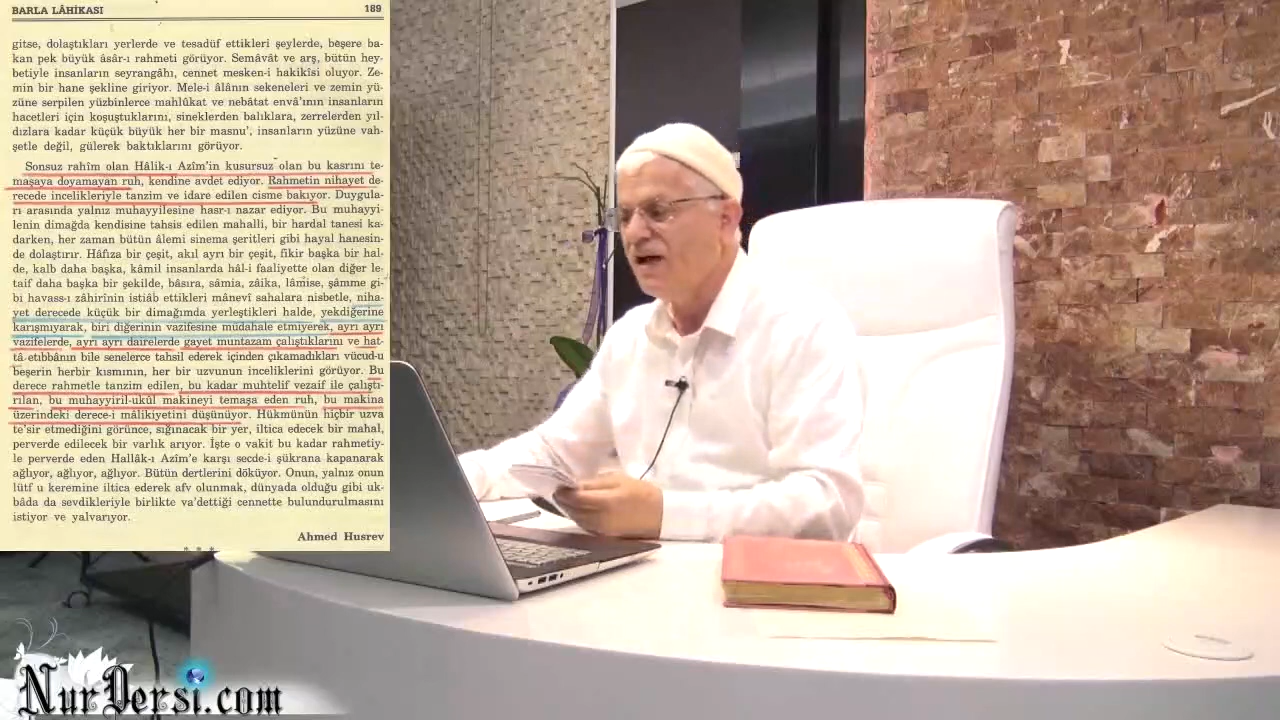 BARLA LÂHİKASI 189
gitse, dolaştıkları yerlerde ve tesadüf ettikleri şeylerde, beşere ba-
kan pek büyük âsâr-ı rahmeti görüyor. Semâvât ve arş, bütün hey-
betiyle insanların seyrangâhı, cennet mesken-i hakikîsi oluyor. Ze-
min bir hane şekline giriyor. Mele-i âlânın sekeneleri ve zemin yü-
züne serpilen yüzbinlerce mahlûkat ve nebâtat envâ'ının insanların
hacetleri için koşuştuklarını, sineklerden balıklara, zerrelerden yıl-
dızlara kadar küçük büyük her bir masnu', insanların yüzüne vah-
şetle değil, gülerek baktıklarını görüyor.
Sonsuz rahîm olan Hâlik-ı Azîm'in kusursuz olan bu kasrını te-
maşaya doyamayan ruh, kendine avdet ediyor. Rahmetin nihayet de-
recede incelikleriyle tanzim ve idare edilen cisme bakıyor. Duygula-
rı arasında yalnız muhayyilesine hasr-ı nazar ediyor. Bu muhayyi-
lenin dimağda kendisine tahsis edilen mahalli, bir hardal tanesi ka-
darken, her zaman bütün âlemi sinema şeritleri gibi hayal hanesin-
de dolaştırır. Hâfıza bir çeşit, akıl ayrı bir çeşit, fikir başka bir hal-
de, kalb daha başka, kâmil insanlarda hâl-i faaliyette olan diğer le-
taif daha başka bir şekilde, bâsıra, sâmia, zâika, lâmise, şâmme gi-
bi havass-ı zâhirînin istiâb ettikleri mânevî sahalara nisbetle, niha-
yet derecede küçük bir dimağımda yerleştikleri halde, yekdiğerine
karışmıyarak, biri diğerinin vazifesine müdahale etmiyerek, ayrı ayrı
vazifelerde, ayrı ayrı dairelerde gayet muntazam çalıştıklarını ve hat-
tâ etıbbânın bile senelerce tahsil ederek içinden çıkamadıkları vücud-u
beşerin herbir kısmının, her bir uzvunun inceliklerini görüyor. Bu
derece rahmetle tanzim edilen, bu kadar muhtelif vezaif ile çalıştı-
rılan, bu muhayyiril-ukûl makineyi temaşa eden ruh, bu makina
üzerindeki derece-i mâlikiyetini düşünüyor. Hükmünün hiçbir uzva
te'sir etmediğini görünce, sığınacak bir yer, iltica edecek bir mahal,
perverde edilecek bir varlık arıyor. İşte o vakit bu kadar rahmetiy-
le perverde eden Hallâk-ı Azîm'e karşı secde-i şükrana kapanarak
ağlıyor, ağlıyor, ağlıyor. Bütün dertlerini döküyor. Onun, yalnız onun
lütf u keremine iltica ederek afv olunmak, dünyada olduğu gibi uk-
bâda da sevdikleriyle birlikte va'dettiği cennette bulundurulmasını
istiyor ve yalvarıyor.
Ahmed Husrev
* * *
NurDersi.com